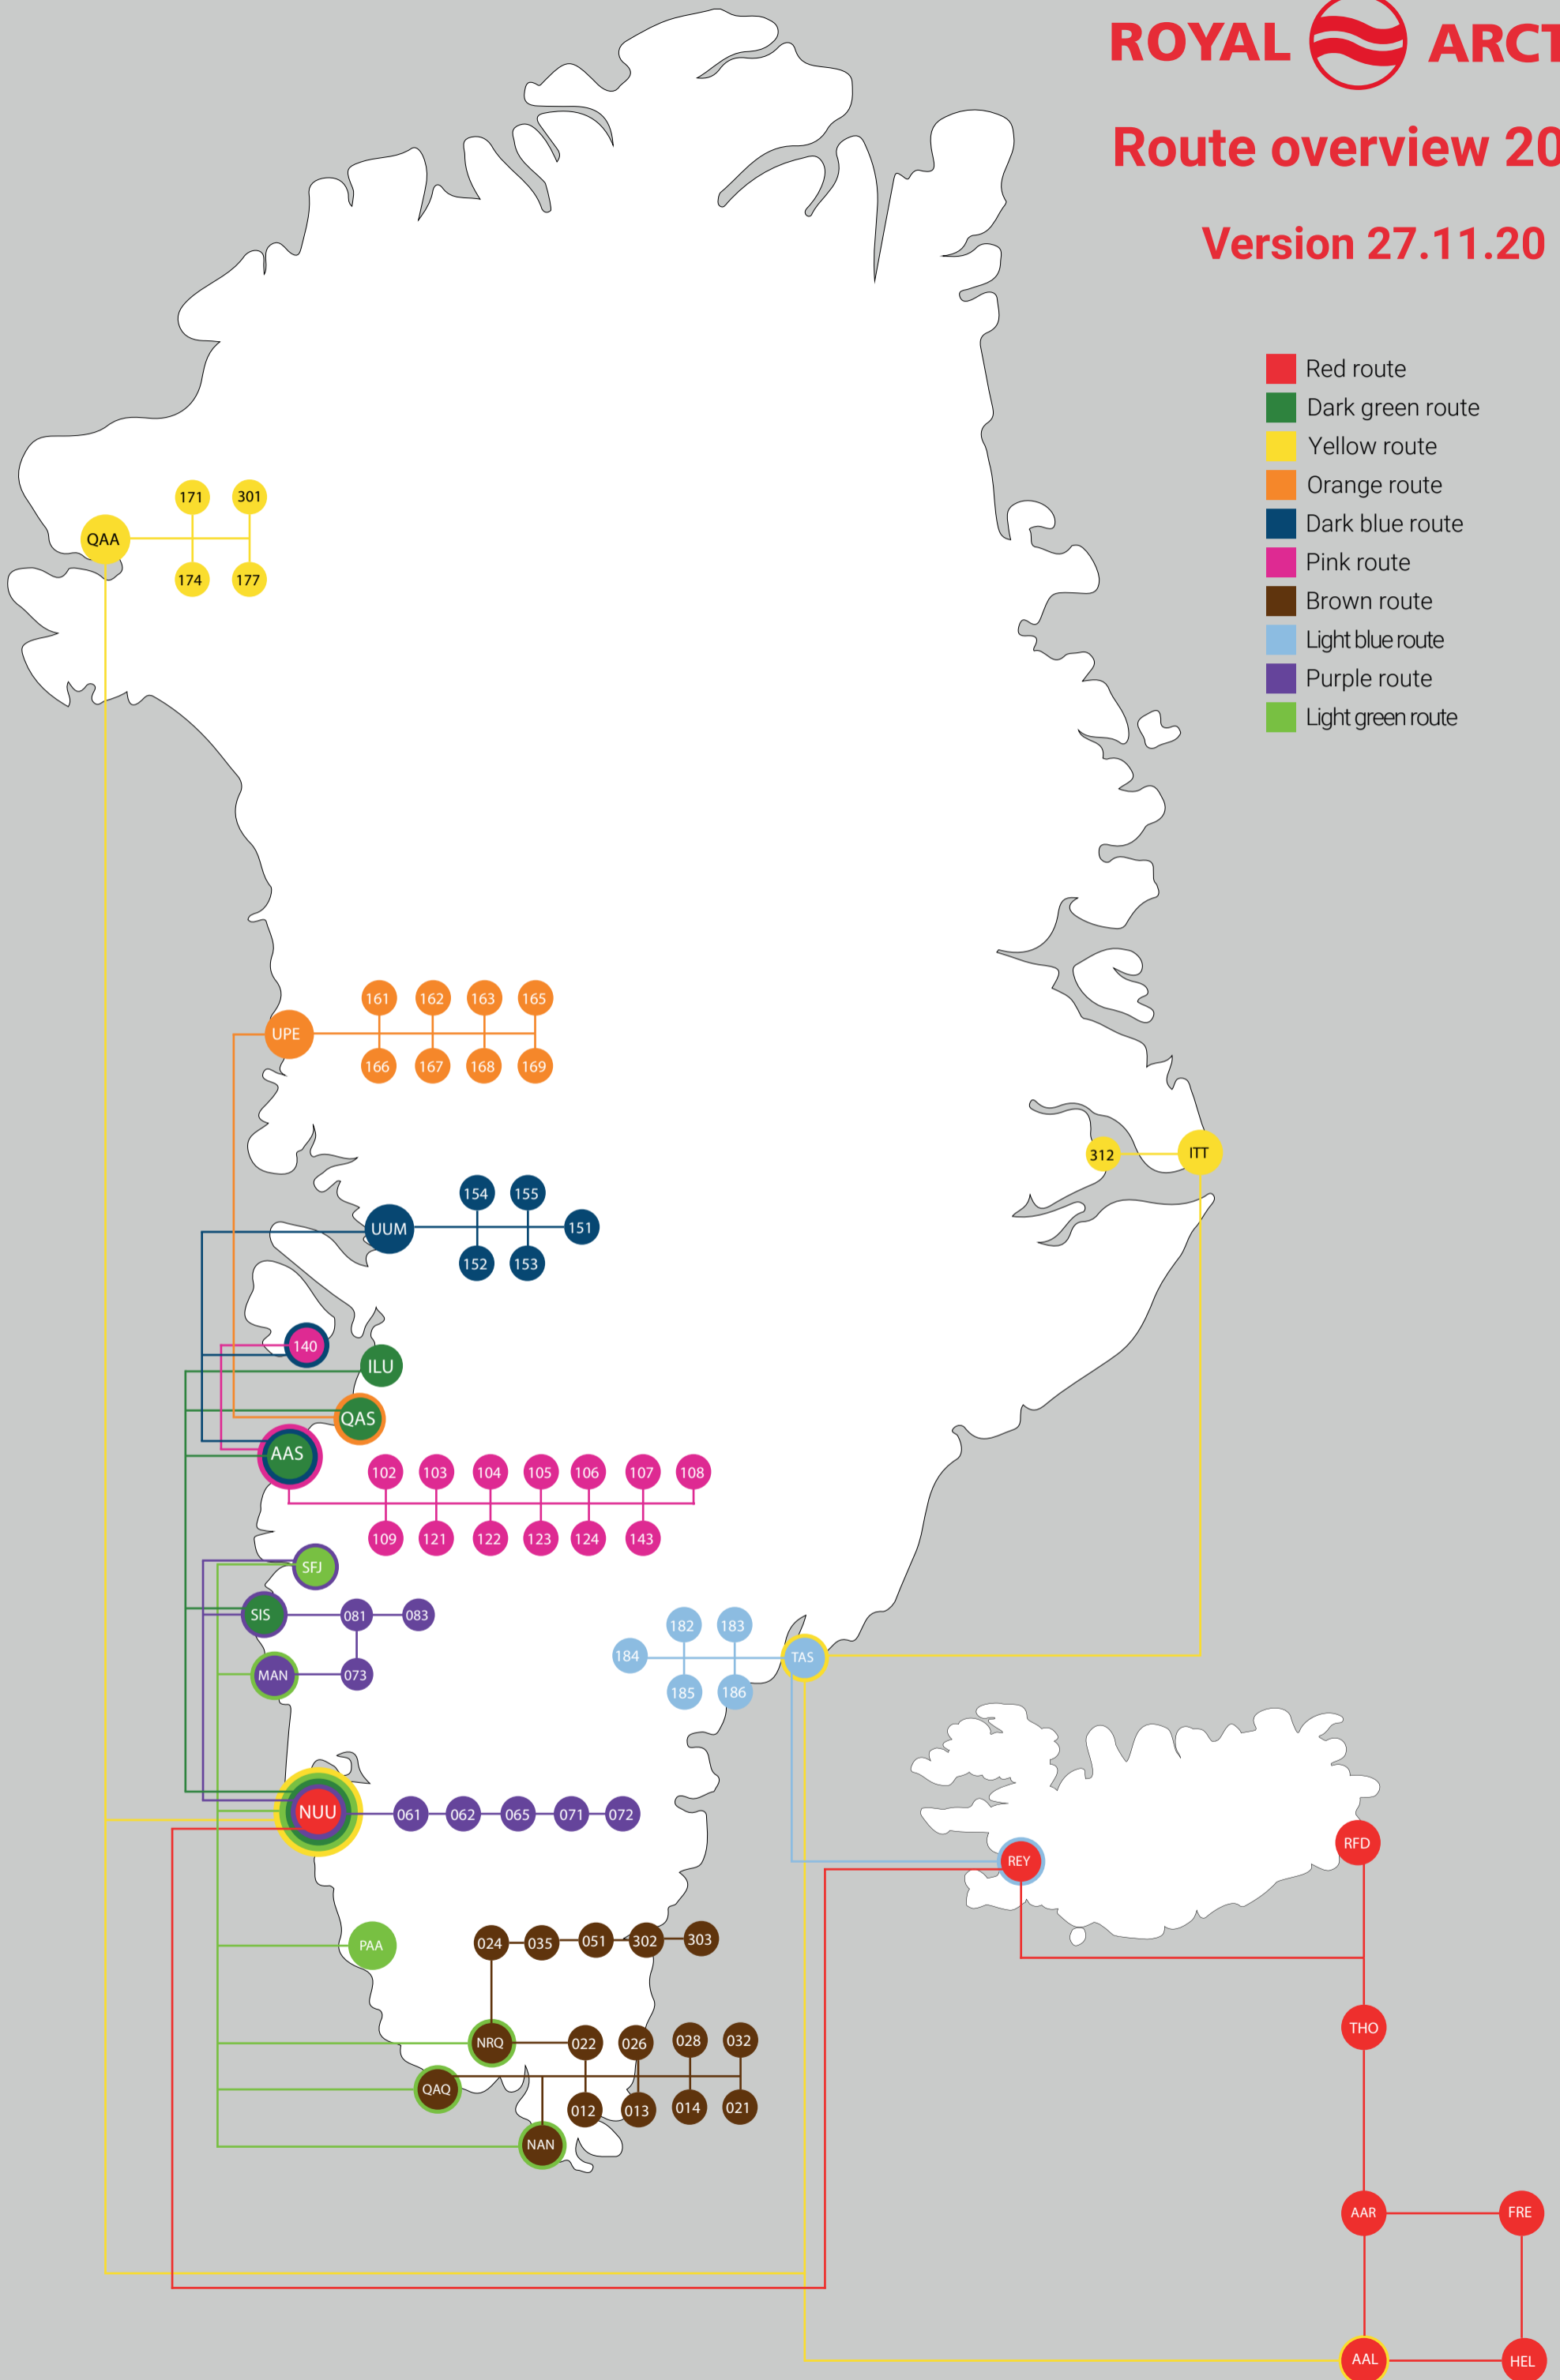 ROYAL ARCT
Route overview 20
Version 27.11.20
Red route
Dark green route
Yellow route
Orange route
Dark blue route
Pink route
Brown route
Light blue route
Purple route
Light green route
171 301
QAA
174 177
161 162 163 165
UPE
166 167 168 169
312 ITT
154 155
UUM 151
152 153
140
ILU
QAS
AAS
102 103 104 105 106 107 108
109 121 122 123 124 143
SFJ
SIS 081 083
MAN 073
182 183
184 TAS
185 186
NUU 061 062 065 071 072
REY RFD
PAA
024 035 051 302 303
THO
NRQ 022 026 028 032
QAQ
012 013 014 021
NAN
AAR FRE
AAL HEL